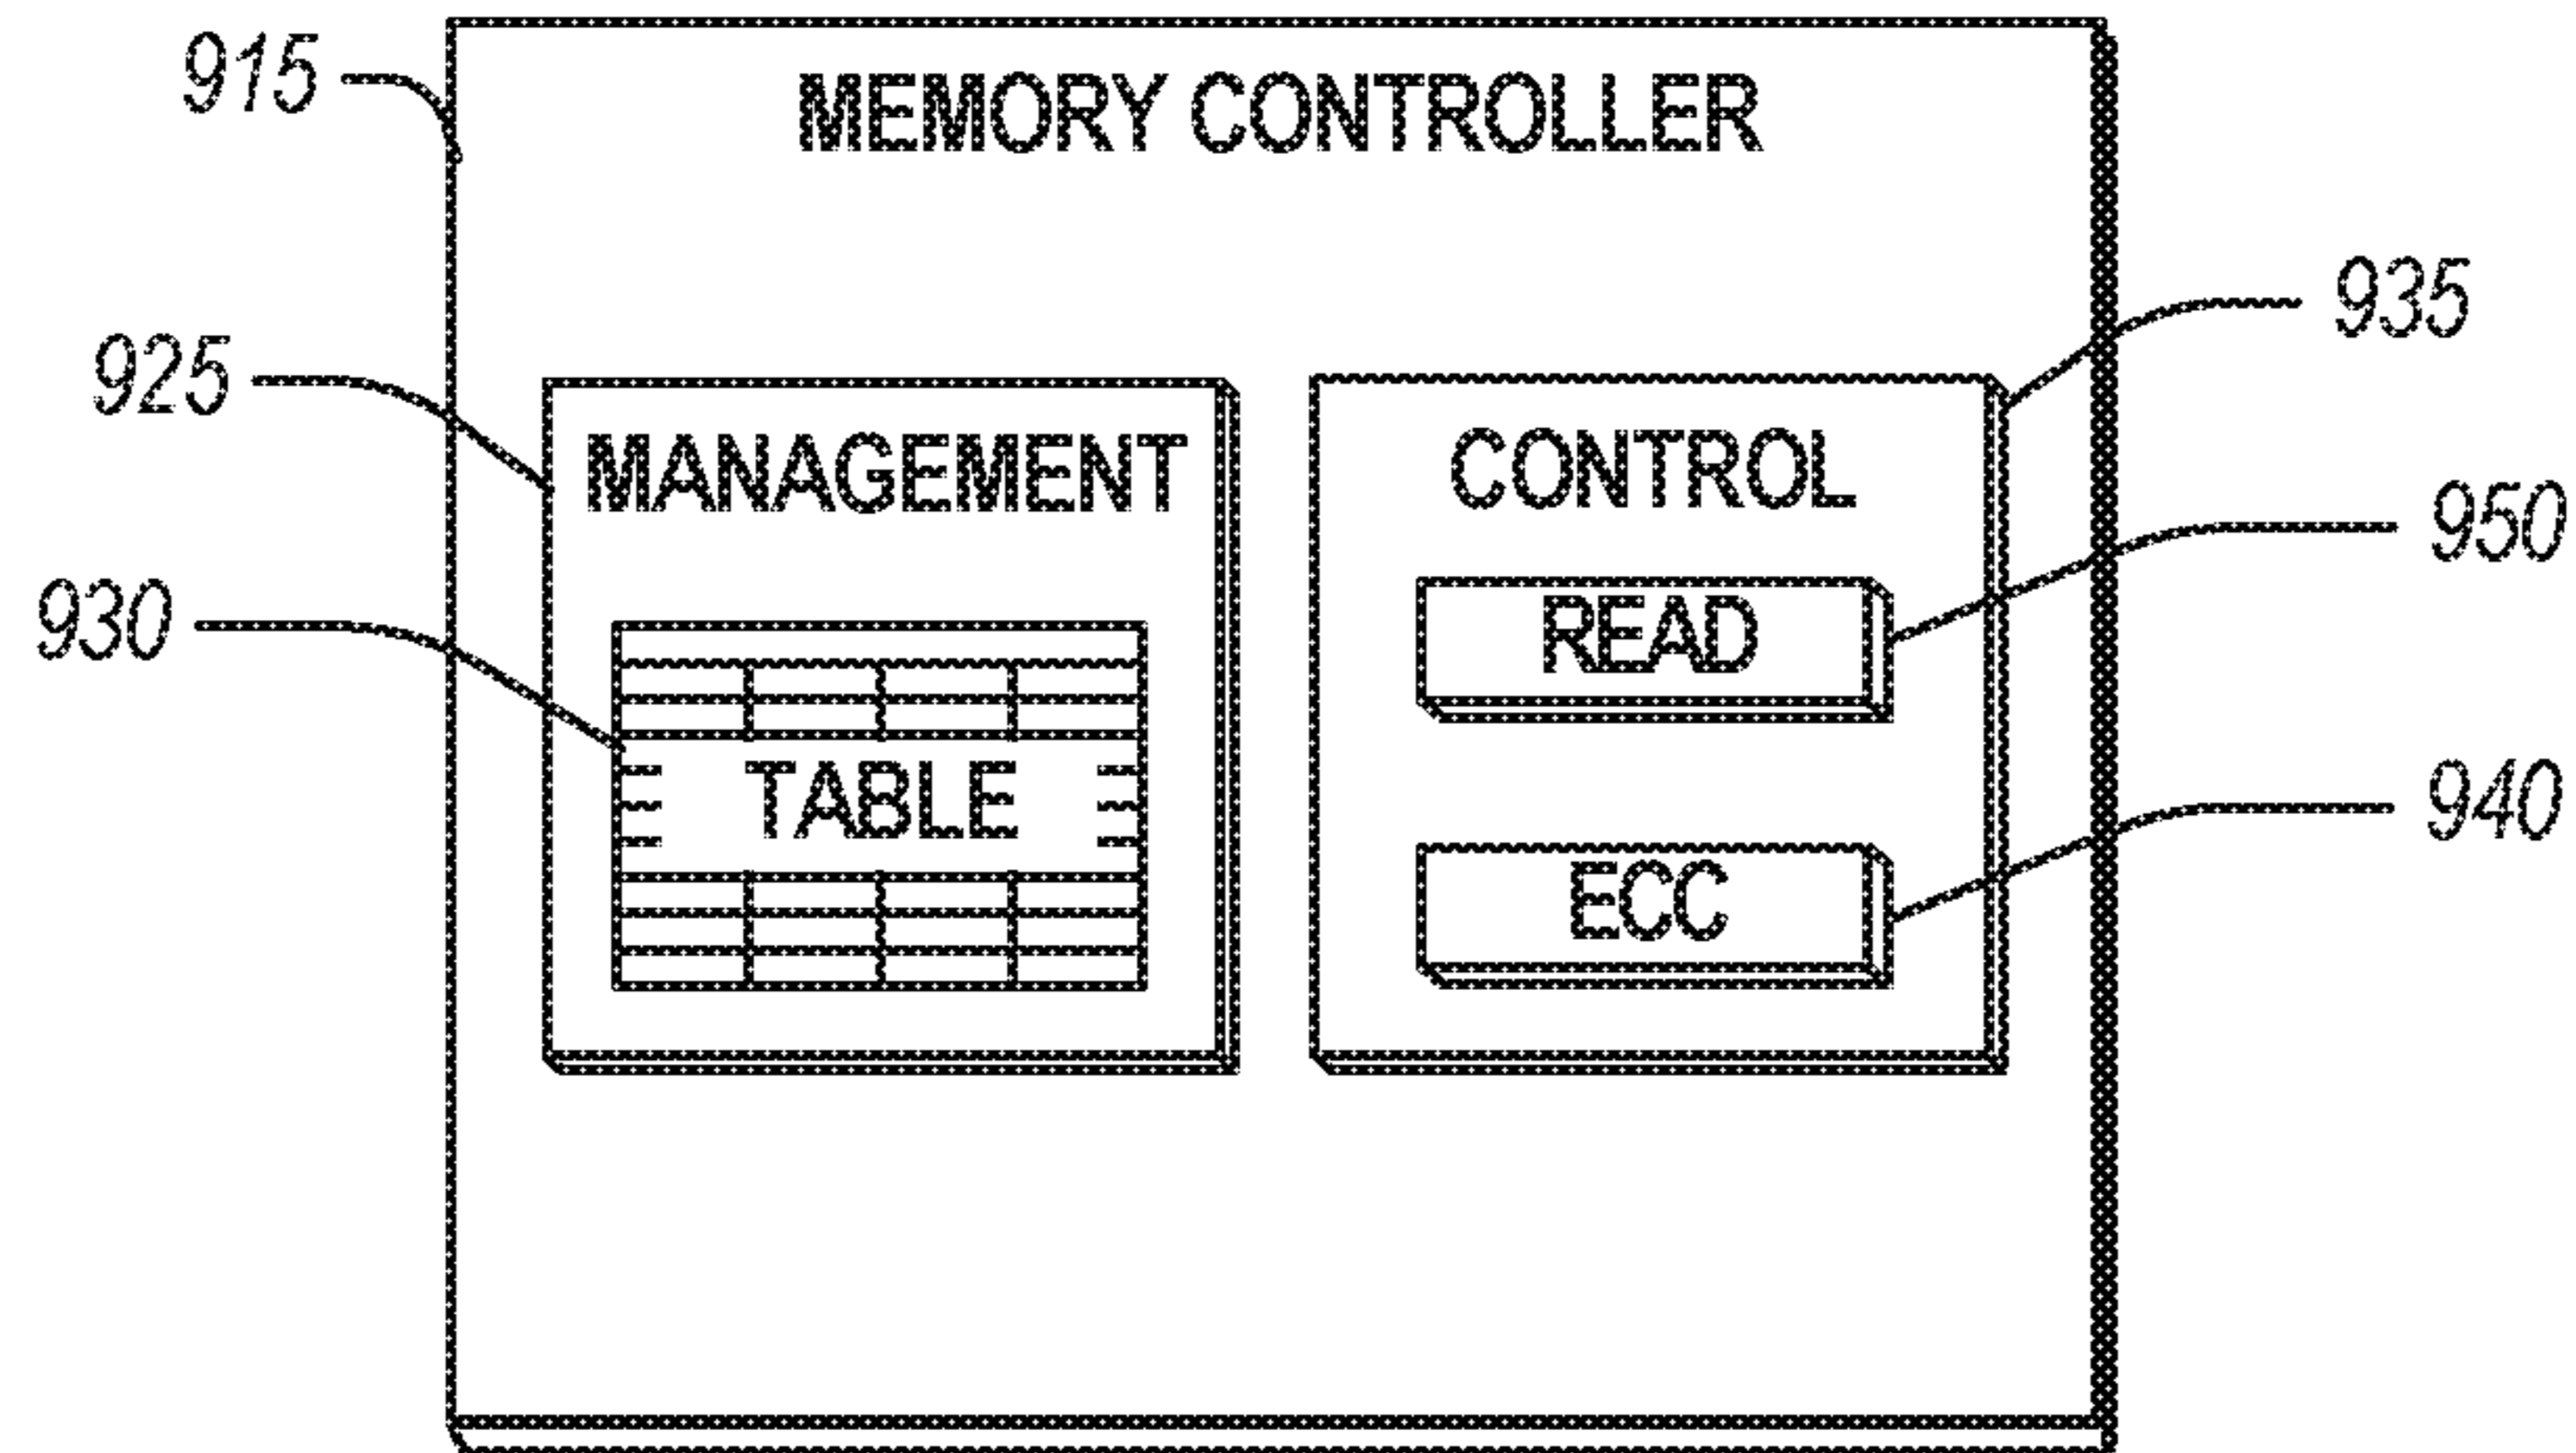 915
MEMORY CONTROLLER
935
925
MANAGEMENT
CONTROL
950
930
READ
TABLE
940
ECC